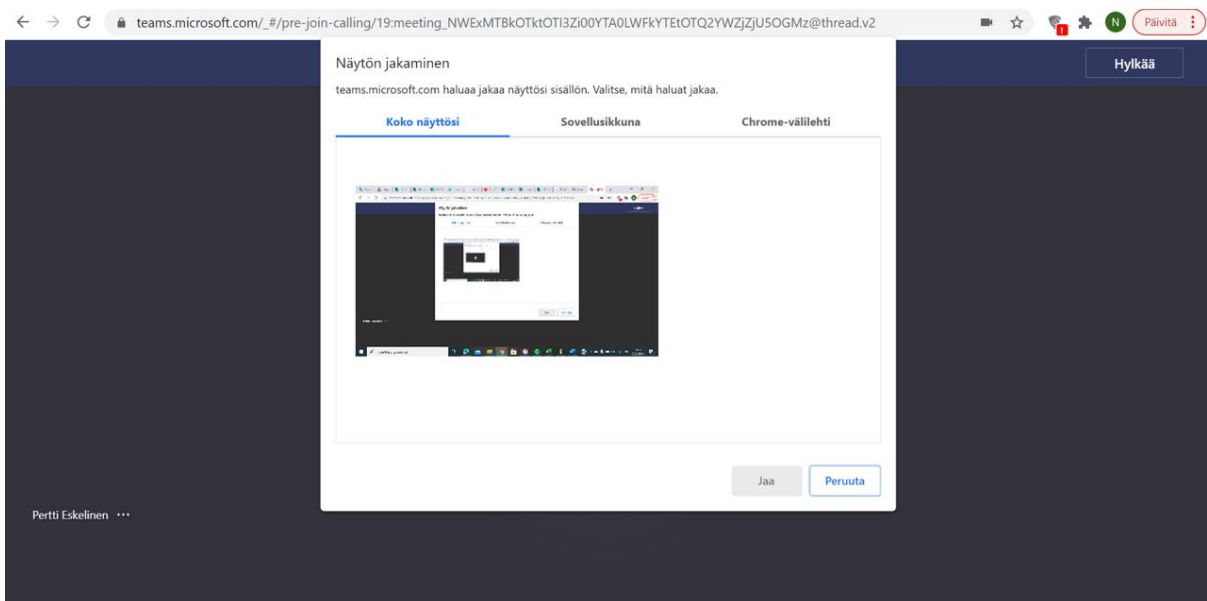 teams.microsoft.com/_#/pre-join-calling/19:meeting_NWExMTBkOTktOTI3Zi00YTA0LWFkYTEtOTQ2YWZjZjU5OGMz@thread.v2
N
Päivitä
Hylkää
Näytön jakaminen
teams.microsoft.com haluaa jakaa näyttösi sisällön. Valitse, mitä haluat jakaa.
Koko näyttösi
Sovellusikkuna
Chrome-välilehti
Jaa
Peruuta
Pertti Eskelinen ···